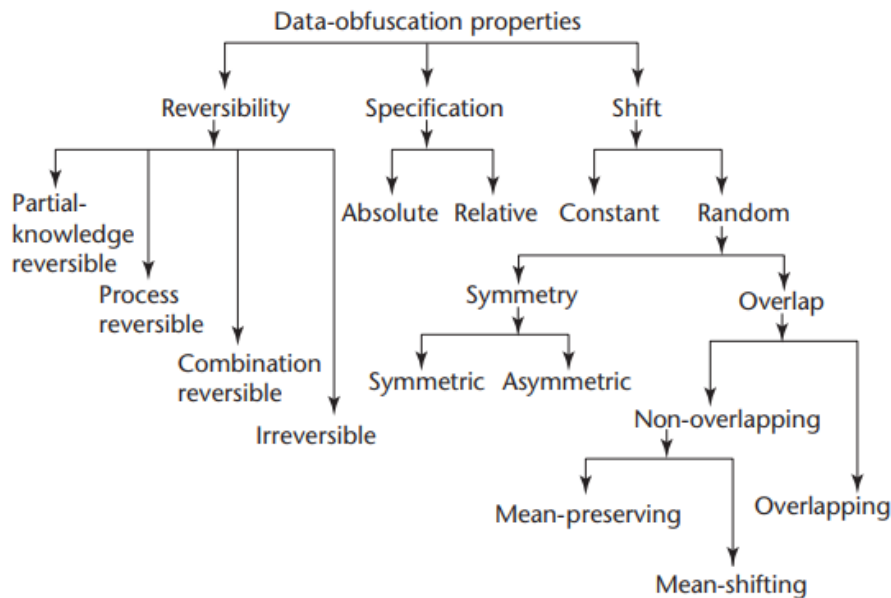 Data-obfuscation properties
Reversibility
Specification
Shift
Partial-
knowledge
reversible
Process
reversible
Combination
reversible
Irreversible
Absolute
Relative
Constant
Random
Symmetry
Overlap
Symmetric
Asymmetric
Non-overlapping
Overlapping
Mean-preserving
Mean-shifting